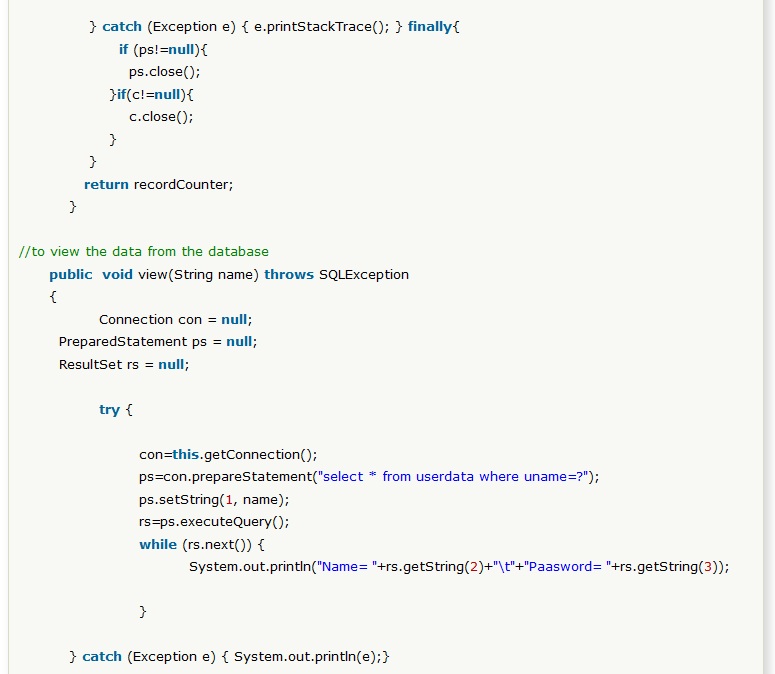 } catch (Exception e) { e.printStackTrace(); } finally{
if (ps!=null){
ps.close();
}if(c!=null){
c.close();
}
}
return recordCounter;
}
//to view the data from the database
public  void view(String name) throws SQLException
{
Connection con = null;
PreparedStatement ps = null;
ResultSet rs = null;
try {
con=this.getConnection();
ps=con.prepareStatement("select * from userdata where uname=?");
ps.setString(1, name);
rs=ps.executeQuery();
while (rs.next()) {
System.out.println("Name= "+rs.getString(2)+"\t"+"Paasword= "+rs.getString(3));
}
} catch (Exception e) { System.out.println(e);}